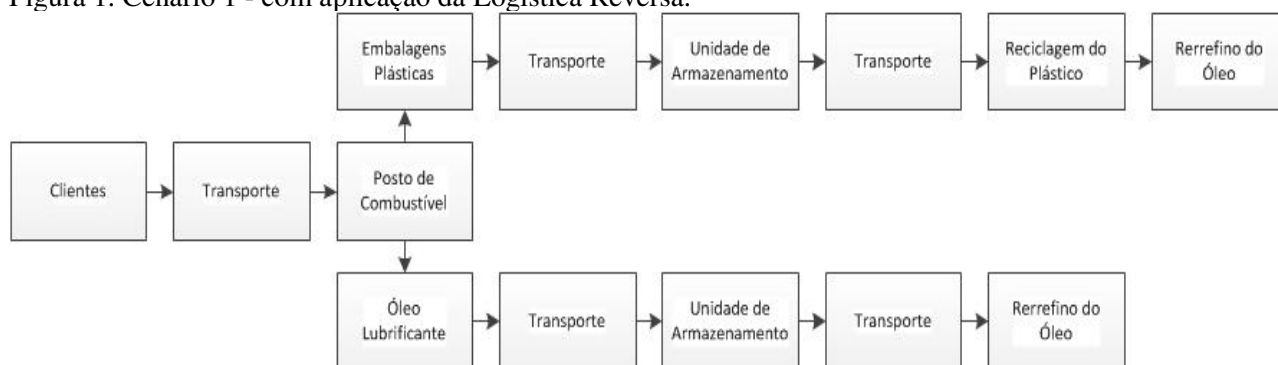 Figura 1: Cenário 1 - com aplicação da Logística Reversa.
Embalagens
Plásticas
Transporte
Unidade de
Armazenamento
Transporte
Reciclagem do
Plástico
Rerrefino do
Óleo
Clientes
Transporte
Posto de
Combustível
Óleo
Lubrificante
Transporte
Unidade de
Armazenamento
Transporte
Rerrefino do
Óleo